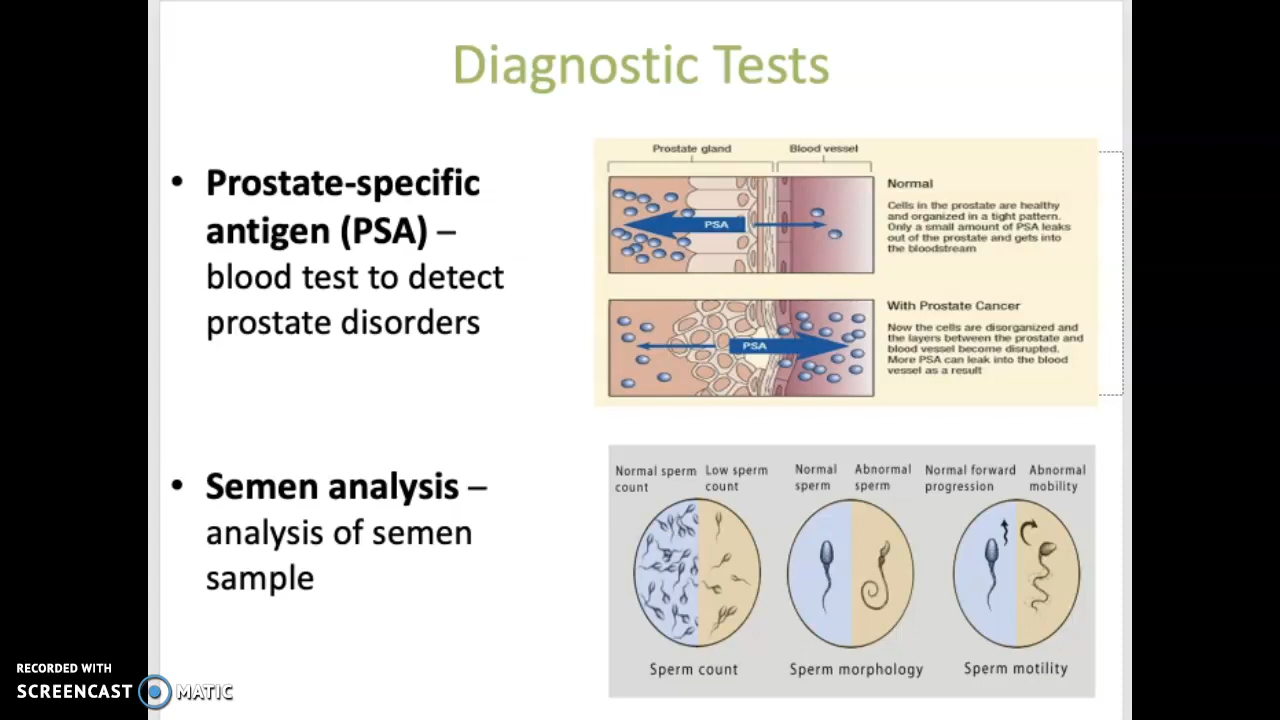 Diagnostic Tests
• Prostate-specific
antigen (PSA) –
blood test to detect
prostate disorders
Prostate gland
Blood vessel
PSA
Normal
Cells in the prostate are healthy
and organized in a tight pattern.
Only a small amount of PSA leaks
out of the prostate and gets into
the bloodstream
PSA
With Prostate Cancer
Now the cells are disorganized and
the layers between the prostate and
blood vessel become disrupted.
More PSA can leak into the blood
vessel as a result
• Semen analysis –
analysis of semen
sample
Normal sperm
count
Low sperm
count
Normal
sperm
Abnormal
sperm
Normal forward
progression
Abnormal
mobility
Sperm count
Sperm morphology
Sperm motility
RECORDED WITH
SCREENCAST MATIC